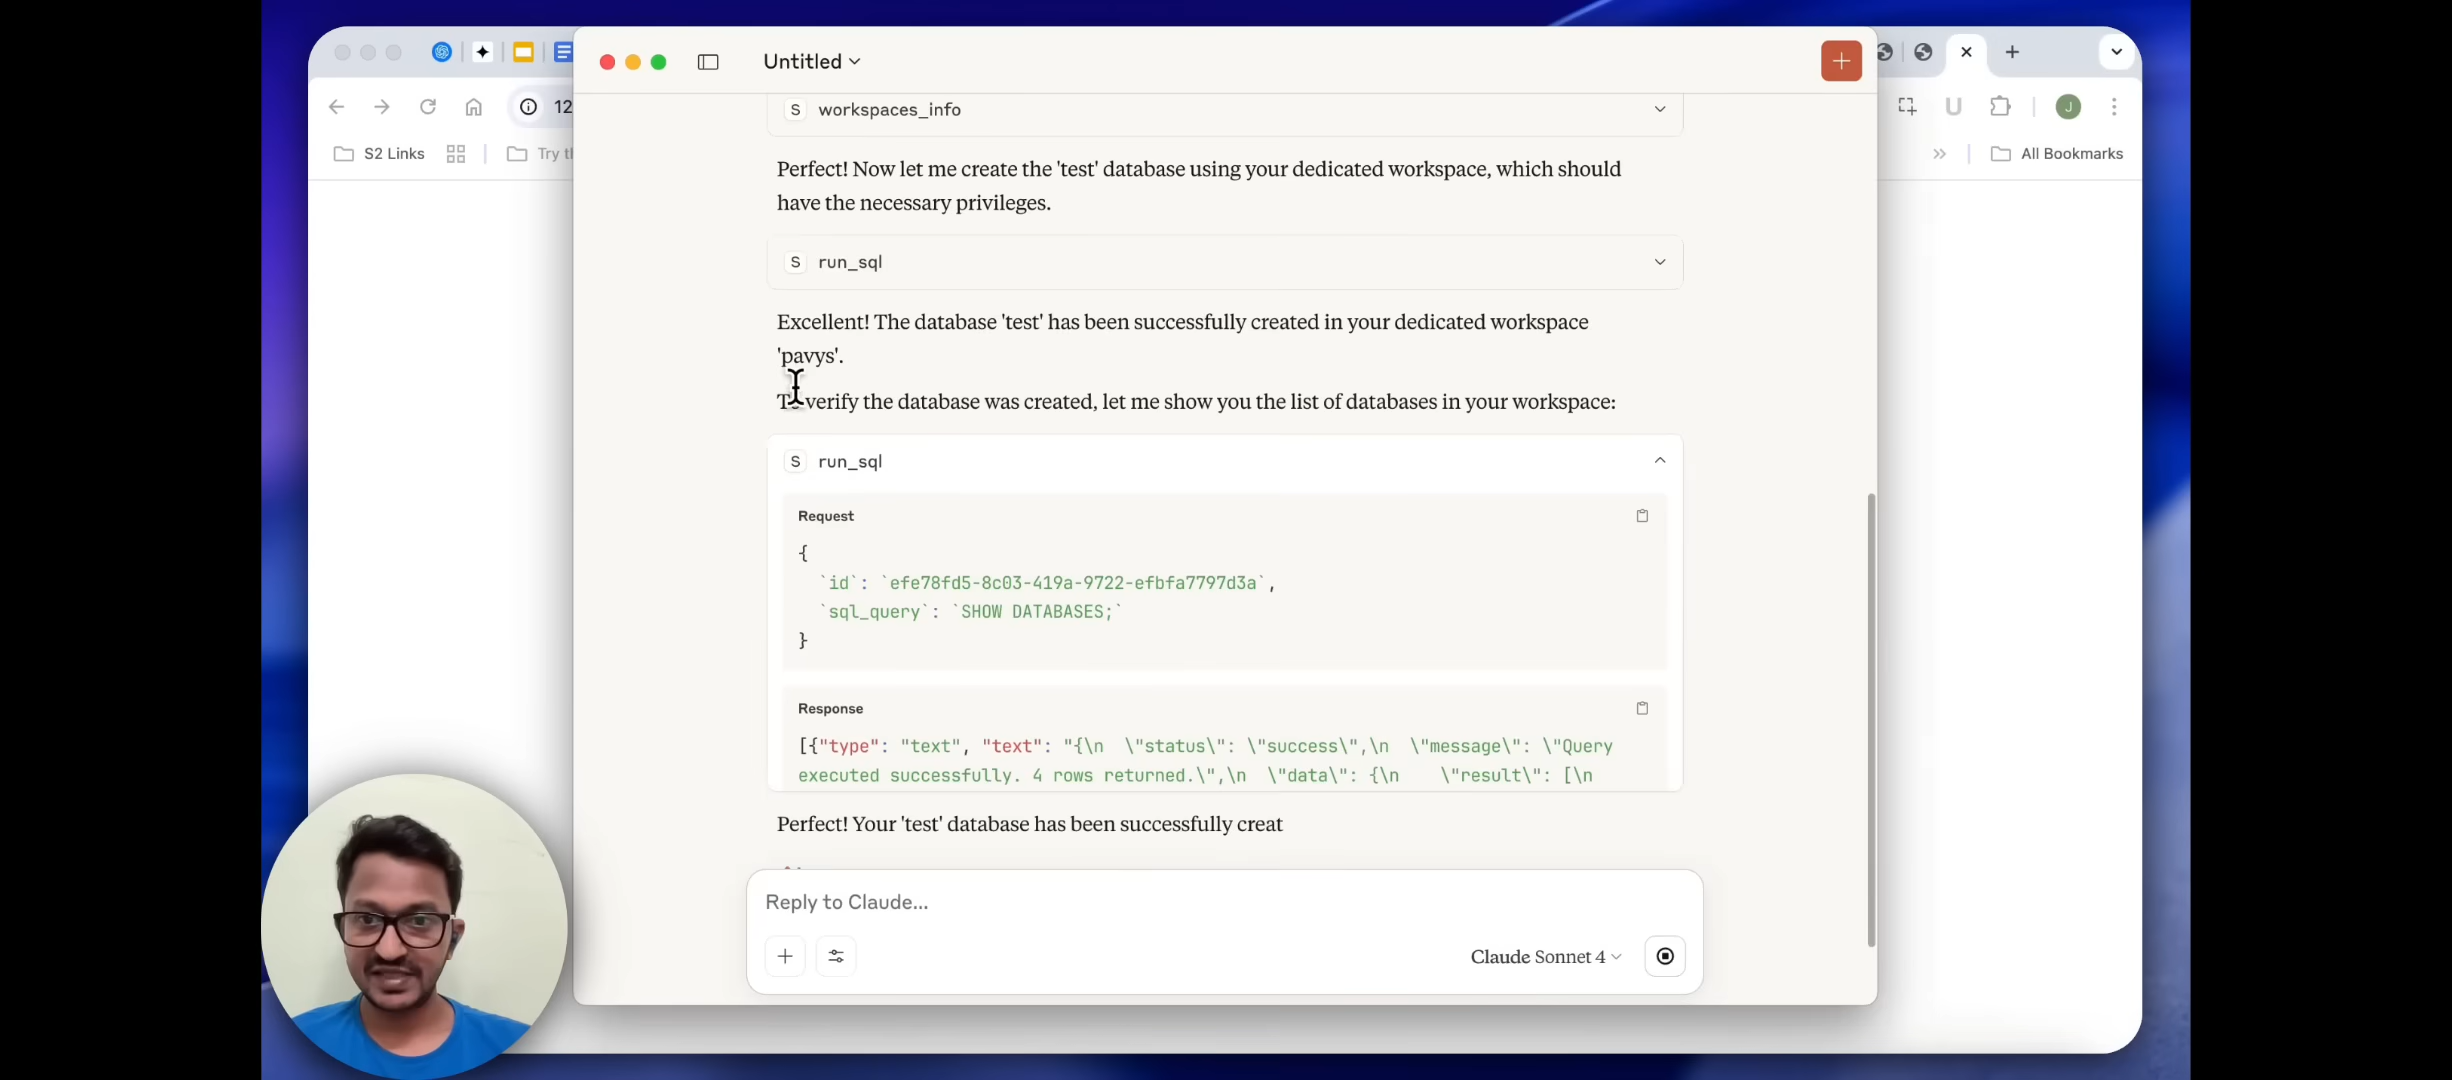 Untitled
12
S2 Links
Try t
All Bookmarks
J
S workspaces_info
Perfect! Now let me create the 'test' database using your dedicated workspace, which should
have the necessary privileges.
S run_sql
Excellent! The database 'test' has been successfully created in your dedicated workspace
'pavys'.
To verify the database was created, let me show you the list of databases in your workspace:
S run_sql
Request
{
`id`: `efe78fd5-8c03-419a-9722-efbfa7797d3a`,
`sql_query`: `SHOW DATABASES;`
}
Response
[{"type": "text", "text": "{\n  \"status\": \"success\",\n  \"message\": \"Query
executed successfully. 4 rows returned.\",\n  \"data\": {\n    \"result\": [\n
Perfect! Your 'test' database has been successfully creat
Reply to Claude...
Claude Sonnet 4